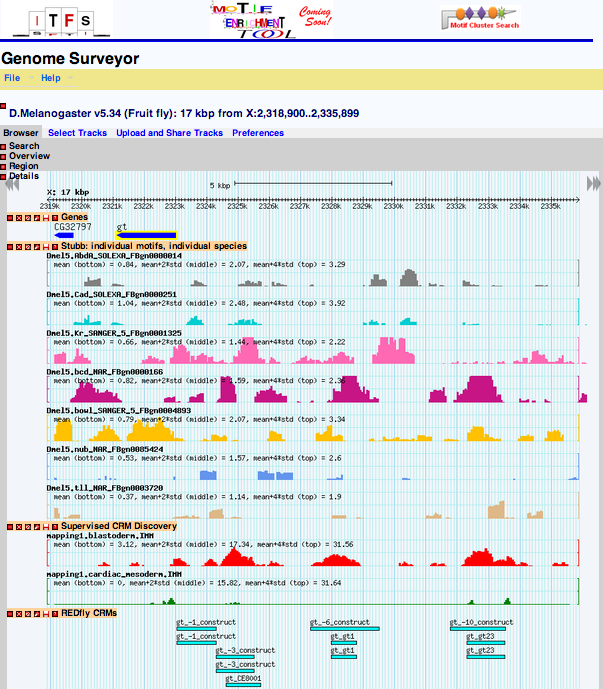 ITFS
MOTIF
ENRICHMENT
TOOL
Coming
Soon!
Motif Cluster Search
Genome Surveyor
File Help
D.Melanogaster v5.34 (Fruit fly): 17 kbp from X:2,318,900..2,335,899
Browser Select Tracks Upload and Share Tracks Preferences
Search
Overview
Region
Details
5 kbp
X: 17 kbp
2319k 2320k 2321k 2322k 2323k 2324k 2325k 2326k 2327k 2328k 2329k 2330k 2331k 2332k 2333k 2334k 2335k
Genes
CG32797 gt
Stubb: individual motifs, individual species
Dmel5.AbdA_SOLEXA_FBgn0000014
mean (bottom) = 0.84, mean+2*std (middle) = 2.07, mean+4*std (top) = 3.29
Dmel5.Cad_SOLEXA_FBgn0000251
mean (bottom) = 1.04, mean+2*std (middle) = 2.48, mean+4*std (top) = 3.92
Dmel5.Kr_SANGER_5_FBgn0001325
mean (bottom) = 0.66, mean+2*std (middle) = 1.44, mean+4*std (top) = 2.22
Dmel5.bcd_NAR_FBgn0000166
mean (bottom) = 0.82, mean+2*std (middle) = 1.59, mean+4*std (top) = 2.36
Dmel5.bowl_SANGER_5_FBgn0004893
mean (bottom) = 0.79, mean+2*std (middle) = 2.07, mean+4*std (top) = 3.34
Dmel5.nub_NAR_FBgn0085424
mean (bottom) = 0.53, mean+2*std (middle) = 1.57, mean+4*std (top) = 2.6
Dmel5.tll_NAR_FBgn0003720
mean (bottom) = 0.37, mean+2*std (middle) = 1.14, mean+4*std (top) = 1.9
Supervised CRM Discovery
mapping1.blastoderm.IMM
mean (bottom) = 3.12, mean+2*std (middle) = 17.34, mean+4*std (top) = 31.56
mapping1.cardiac_mesoderm.IMM
mean (bottom) = 0, mean+2*std (middle) = 15.82, mean+4*std (top) = 31.64
REDfly CRMs
gt_-1_construct gt_-6_construct gt_-10_construct
gt_-1_construct gt_gt1 gt_gt23
gt_-3_construct gt_gt1 gt_gt23
gt_-3_construct
gt_CE8001